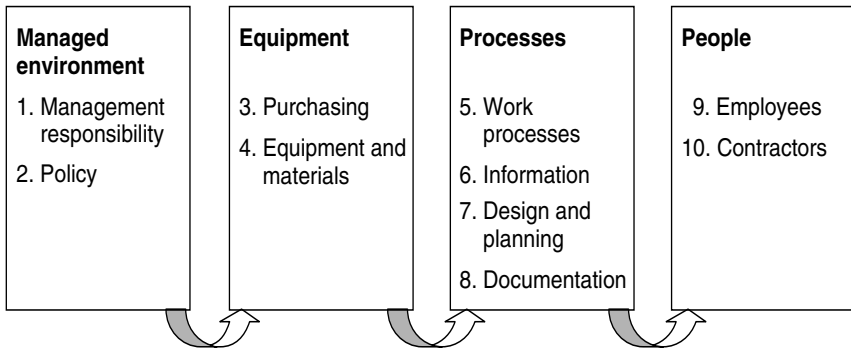 Managed
environment
1. Management
responsibility
2. Policy
Equipment
3. Purchasing
4. Equipment and
materials
Processes
5. Work
processes
6. Information
7. Design and
planning
8. Documentation
People
9. Employees
10. Contractors